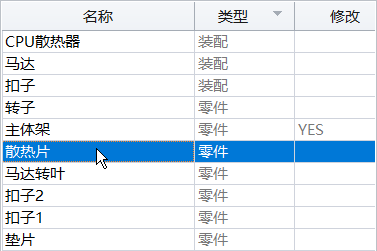 名称 类型 修改
CPU散热器 装配
马达 装配
扣子 装配
转子 零件
主体架 零件 YES
散热片 零件
马达转叶 零件
扣子2 零件
扣子1 零件
垫片 零件